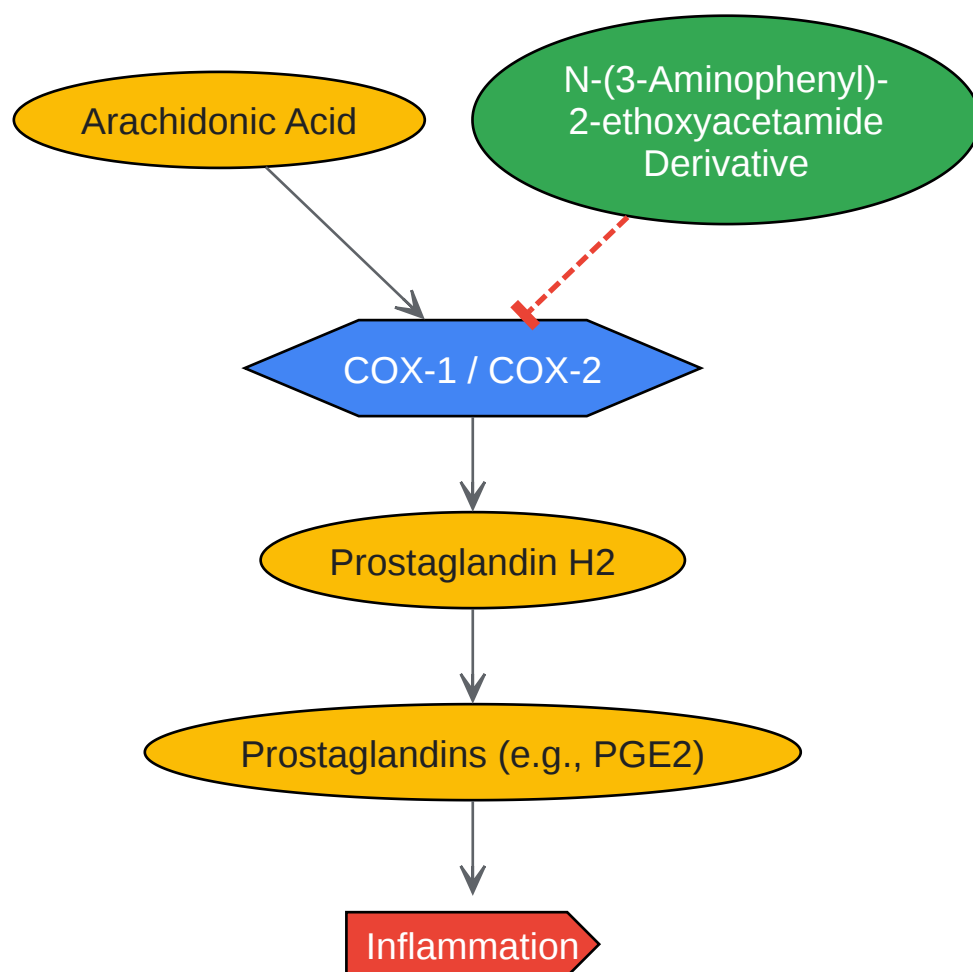 Arachidonic Acid
N-(3-Aminophenyl)-
2-ethoxyacetamide
Derivative
COX-1 / COX-2
Prostaglandin H2
Prostaglandins (e.g., PGE2)
Inflammation